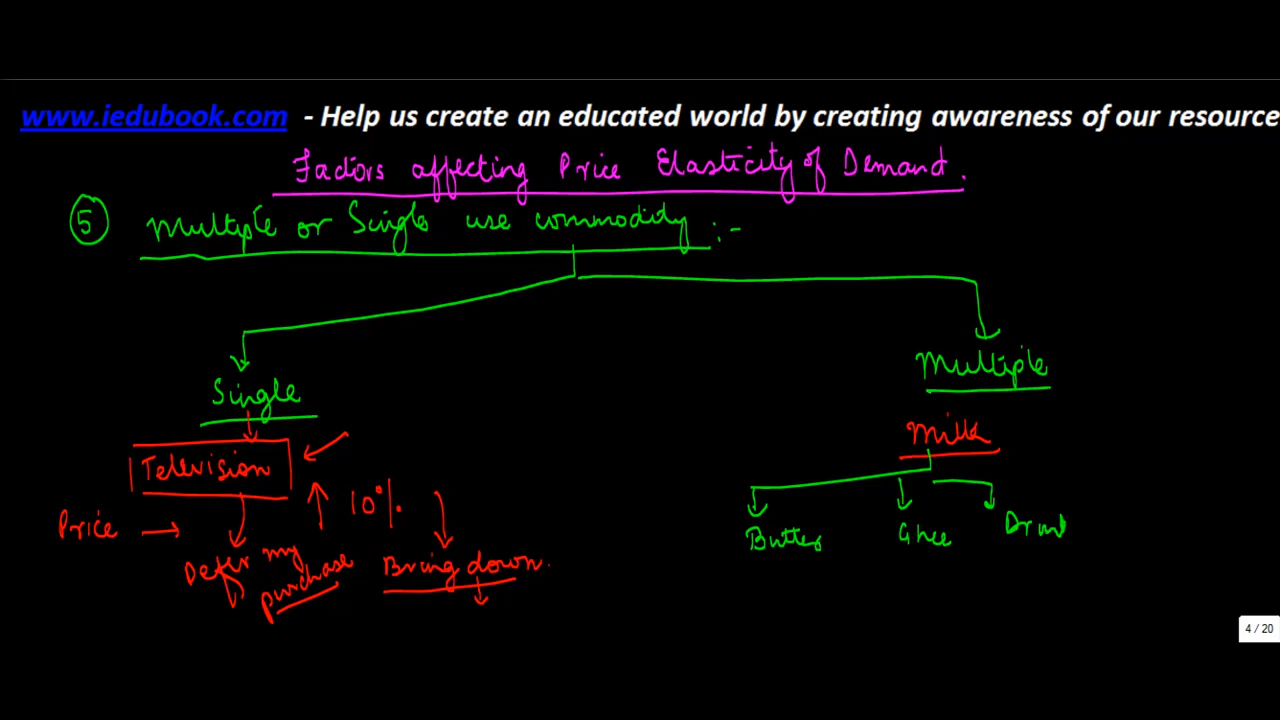 www.iedubook.com - Help us create an educated world by creating awareness of our resource
Factors affecting Price Elasticity of Demand.
5 Multiple or Single use commodity :-
Single
Multiple
Television
Milk
Price → 10%
Defer my purchase
Bring down.
Butter Ghee Drink
4 / 20